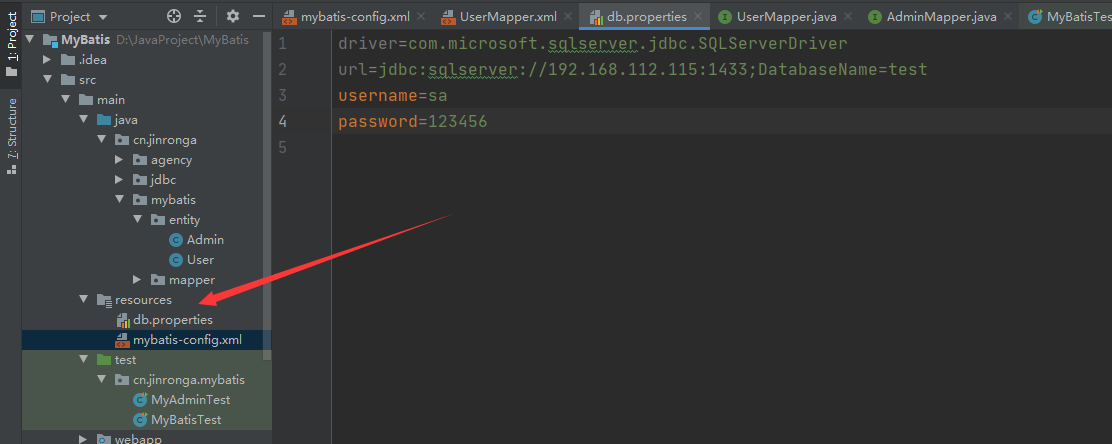 Project
mybatis-config.xml
UserMapper.xml
db.properties
UserMapper.java
AdminMapper.java
MyBatisTest
1: Project
7: Structure
MyBatis D:\JavaProject\MyBatis
.idea
src
main
java
cn.jinronga
agency
jdbc
mybatis
entity
Admin
User
mapper
resources
db.properties
mybatis-config.xml
test
cn.jinronga.mybatis
MyAdminTest
MyBatisTest
webapp
1 driver=com.microsoft.sqlserver.jdbc.SQLServerDriver
2 url=jdbc:sqlserver://192.168.112.115:1433;DatabaseName=test
3 username=sa
4 password=123456
5